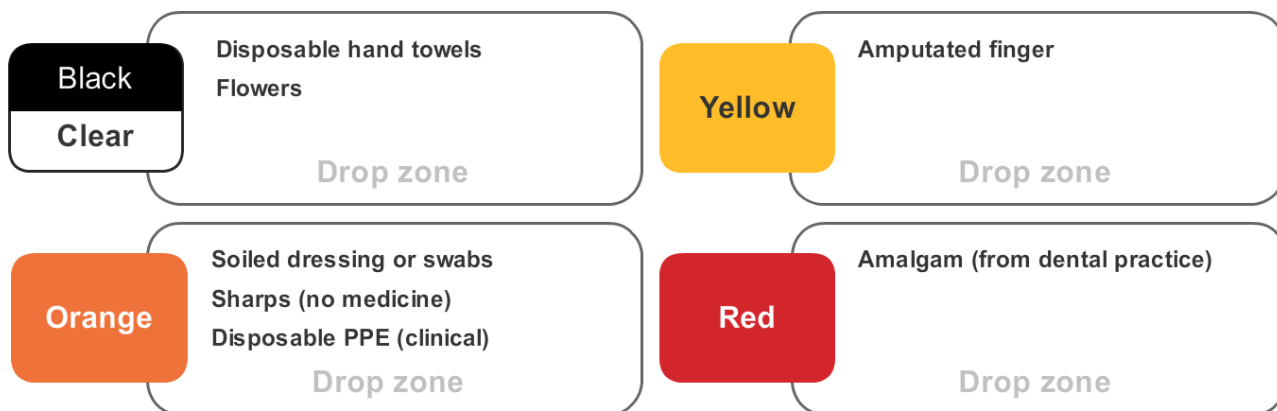 Black
Clear
Disposable hand towels
Flowers
Drop zone
Yellow
Amputated finger
Drop zone
Orange
Soiled dressing or swabs
Sharps (no medicine)
Disposable PPE (clinical)
Drop zone
Red
Amalgam (from dental practice)
Drop zone